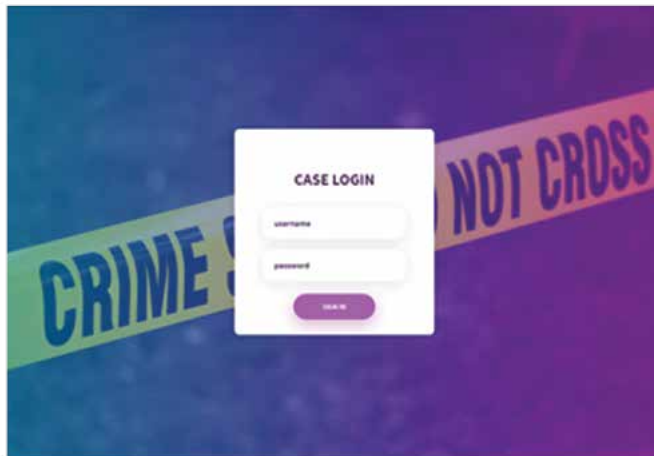 CRIME S
NOT CROSS
CASE LOGIN
username
password
SIGN IN